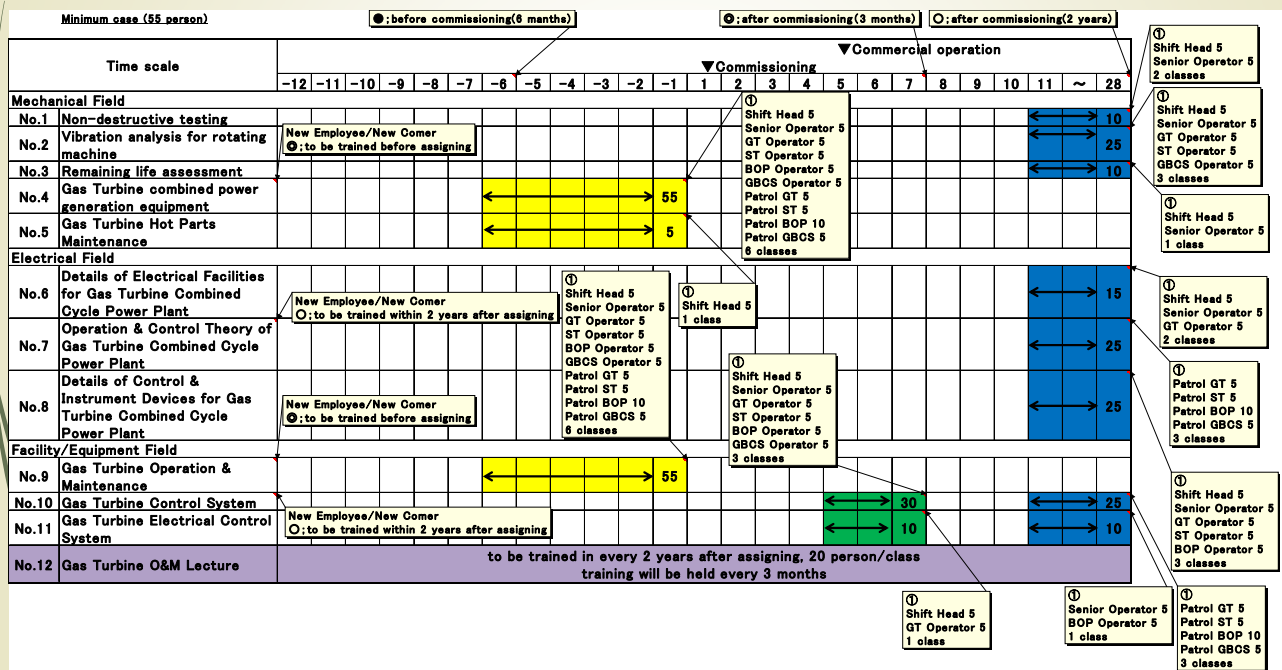 Minimum case (55 person)
●;before commissioning(6 manths)
◎;after commissioning(3 months)
○;after commissioning(2 years)
Time scale
▼Commercial operation
▼Commissioning
-12 -11 -10 -9 -8 -7 -6 -5 -4 -3 -2 -1 1 2 3 4 5 6 7 8 9 10 11 ~ 28
①
Shift Head 5
Senior Operator 5
2 classes
Mechanical Field
No.1 Non-destructive testing 10
No.2 Vibration analysis for rotating
machine 25
No.3 Remaining life assessment 10
No.4 Gas Turbine combined power
generation equipment 55
No.5 Gas Turbine Hot Parts
Maintenance 5
New Employee/New Comer
◎;to be trained before assigning
①
Shift Head 5
Senior Operator 5
GT Operator 5
ST Operator 5
BOP Operator 5
GBCS Operator 5
Patrol GT 5
Patrol ST 5
Patrol BOP 10
Patrol GBCS 5
6 classes
①
Shift Head 5
Senior Operator 5
GT Operator 5
ST Operator 5
GBCS Operator 5
3 classes
①
Shift Head 5
Senior Operator 5
1 class
Electrical Field
No.6 Details of Electrical Facilities
for Gas Turbine Combined
Cycle Power Plant 15
No.7 Operation & Control Theory of
Gas Turbine Combined Cycle
Power Plant 25
No.8 Details of Control &
Instrument Devices for Gas
Turbine Combined Cycle
Power Plant 25
New Employee/New Comer
○;to be trained within 2 years after assigning
New Employee/New Comer
◎;to be trained before assigning
①
Shift Head 5
Senior Operator 5
GT Operator 5
ST Operator 5
BOP Operator 5
GBCS Operator 5
Patrol GT 5
Patrol ST 5
Patrol BOP 10
Patrol GBCS 5
6 classes
①
Shift Head 5
1 class
①
Shift Head 5
Senior Operator 5
GT Operator 5
ST Operator 5
BOP Operator 5
GBCS Operator 5
3 classes
①
Shift Head 5
Senior Operator 5
GT Operator 5
2 classes
①
Patrol GT 5
Patrol ST 5
Patrol BOP 10
Patrol GBCS 5
3 classes
Facility/Equipment Field
No.9 Gas Turbine Operation &
Maintenance 55
No.10 Gas Turbine Control System 30 25
No.11 Gas Turbine Electrical Control
System 10 10
New Employee/New Comer
○;to be trained within 2 years after assigning
①
Shift Head 5
Senior Operator 5
GT Operator 5
ST Operator 5
BOP Operator 5
3 classes
No.12 Gas Turbine O&M Lecture
to be trained in every 2 years after assigning, 20 person/class
training will be held every 3 months
①
Shift Head 5
GT Operator 5
1 class
①
Senior Operator 5
BOP Operator 5
1 class
①
Patrol GT 5
Patrol ST 5
Patrol BOP 10
Patrol GBCS 5
3 classes